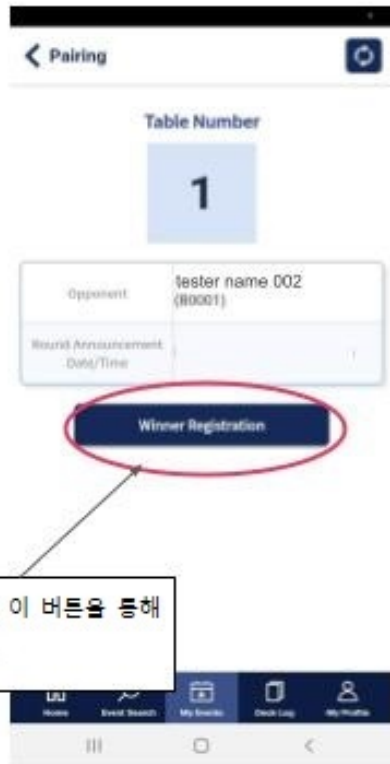 Pairing
Table Number
1
Opponent
tester name 002
(B0001)
Round Announcement
Date/Time
Winner Registration
이 버튼을 통해
Home
Event Search
My Events
Deck Log
My Profile